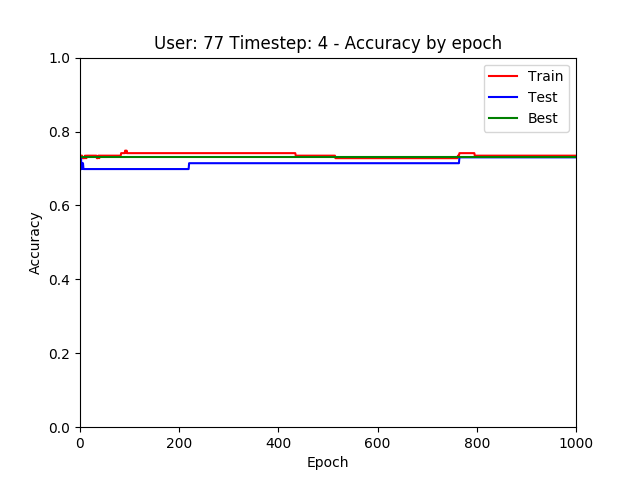 User: 77 Timestep: 4 - Accuracy by epoch
1.0
0.8
0.6
0.4
0.2
0.0
Accuracy
Train
Test
Best
0 200 400 600 800 1000
Epoch